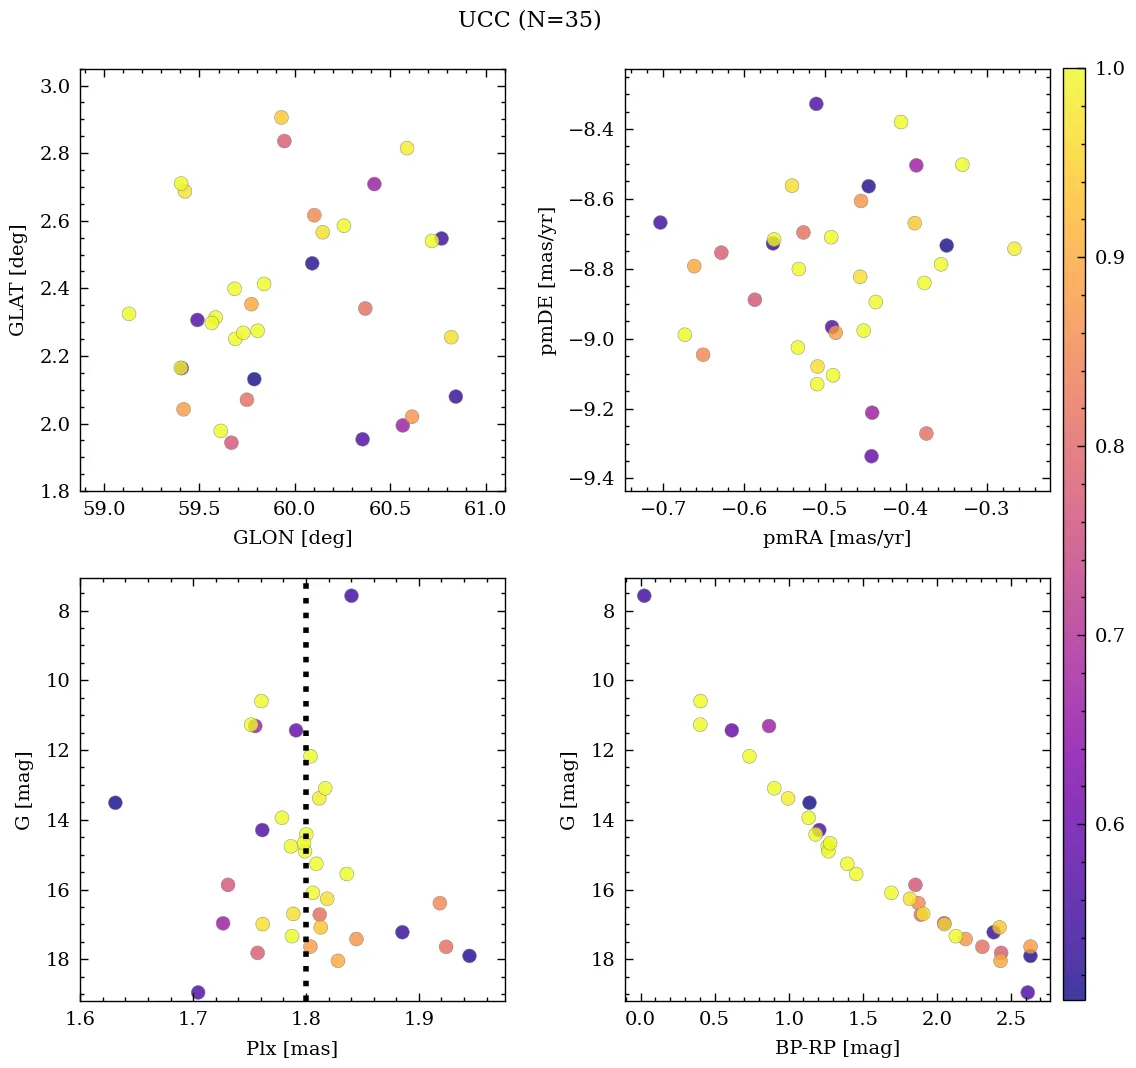 UCC (N=35)
3.0
2.8
2.6
2.4
2.2
2.0
1.8
GLAT [deg]
59.0 59.5 60.0 60.5 61.0
GLON [deg]
−8.4
−8.6
−8.8
−9.0
−9.2
−9.4
pmDE [mas/yr]
−0.7 −0.6 −0.5 −0.4 −0.3
pmRA [mas/yr]
1.0
0.9
0.8
0.7
0.6
8
10
12
14
16
18
G [mag]
1.6 1.7 1.8 1.9
Plx [mas]
8
10
12
14
16
18
G [mag]
0.0 0.5 1.0 1.5 2.0 2.5
BP-RP [mag]